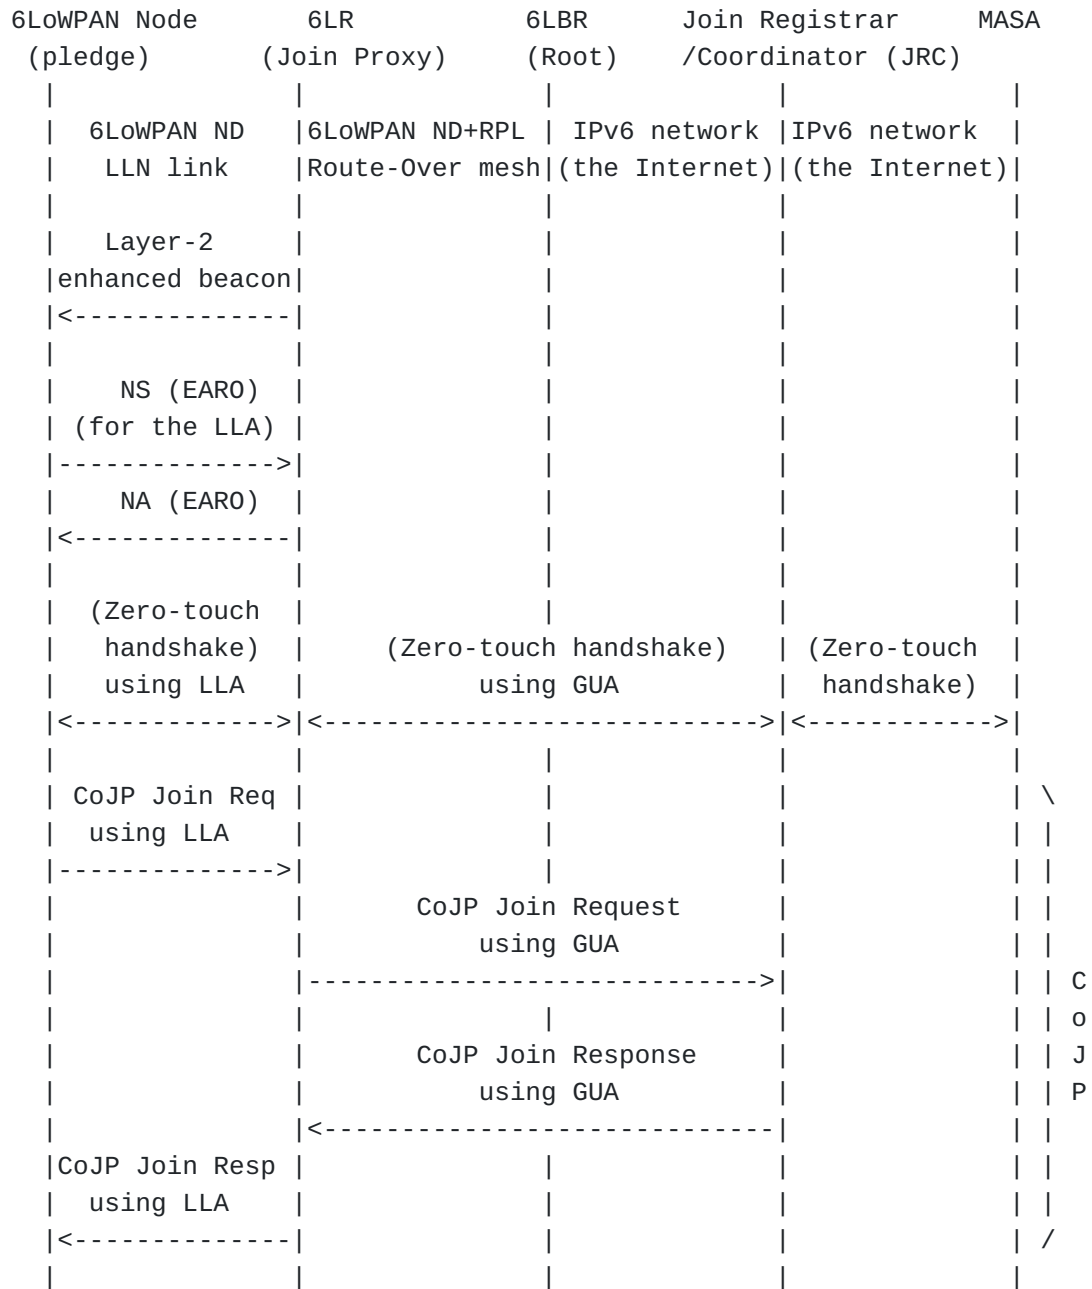 6LoWPAN Node       6LR           6LBR      Join Registrar     MASA
 (pledge)       (Join Proxy)     (Root)    /Coordinator (JRC)
  |               |               |              |              |
  |  6LoWPAN ND   |6LoWPAN ND+RPL | IPv6 network |IPv6 network  |
  |   LLN link    |Route-Over mesh|(the Internet)|(the Internet)|
  |               |               |              |              |
  |   Layer-2     |               |              |              |
  |enhanced beacon|               |              |              |
  |<--------------|               |              |              |
  |               |               |              |              |
  |    NS (EARO)  |               |              |              |
  | (for the LLA) |               |              |              |
  |-------------->|               |              |              |
  |    NA (EARO)  |               |              |              |
  |<--------------|               |              |              |
  |               |               |              |              |
  |  (Zero-touch  |               |              |              |
  |   handshake)  |     (Zero-touch handshake)   | (Zero-touch  |
  |   using LLA   |           using GUA          |  handshake)  |
  |<------------->|<---------------------------->|<------------>|
  |               |               |              |              |
  | CoJP Join Req |               |              |              | \
  |  using LLA    |               |              |              | |
  |-------------->|               |              |              | |
  |               |       CoJP Join Request      |              | |
  |               |           using GUA          |              | |
  |               |----------------------------->|              | | C
  |               |               |              |              | | o
  |               |       CoJP Join Response     |              | | J
  |               |           using GUA          |              | | P
  |               |<-----------------------------|              | |
  |CoJP Join Resp |               |              |              | |
  |  using LLA    |               |              |              | |
  |<--------------|               |              |              | /
  |               |               |              |              |